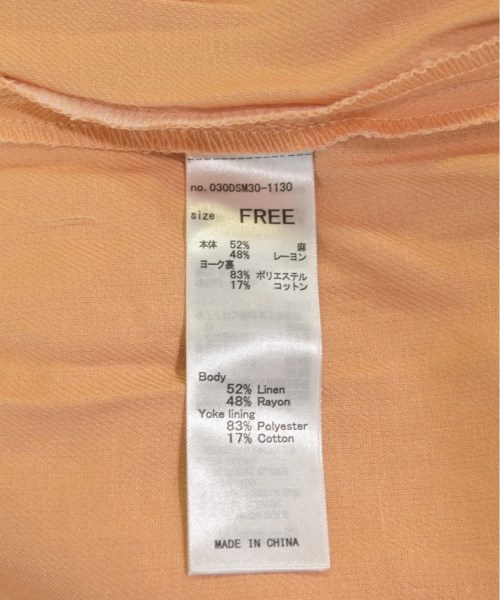 no. 030DSM30-1130
size FREE
本体 52% 麻
48% レーヨン
ヨーク裏
83% ポリエステル
17% コットン
Body
52% Linen
48% Rayon
Yoke lining
83% Polyester
17% Cotton
MADE IN CHINA